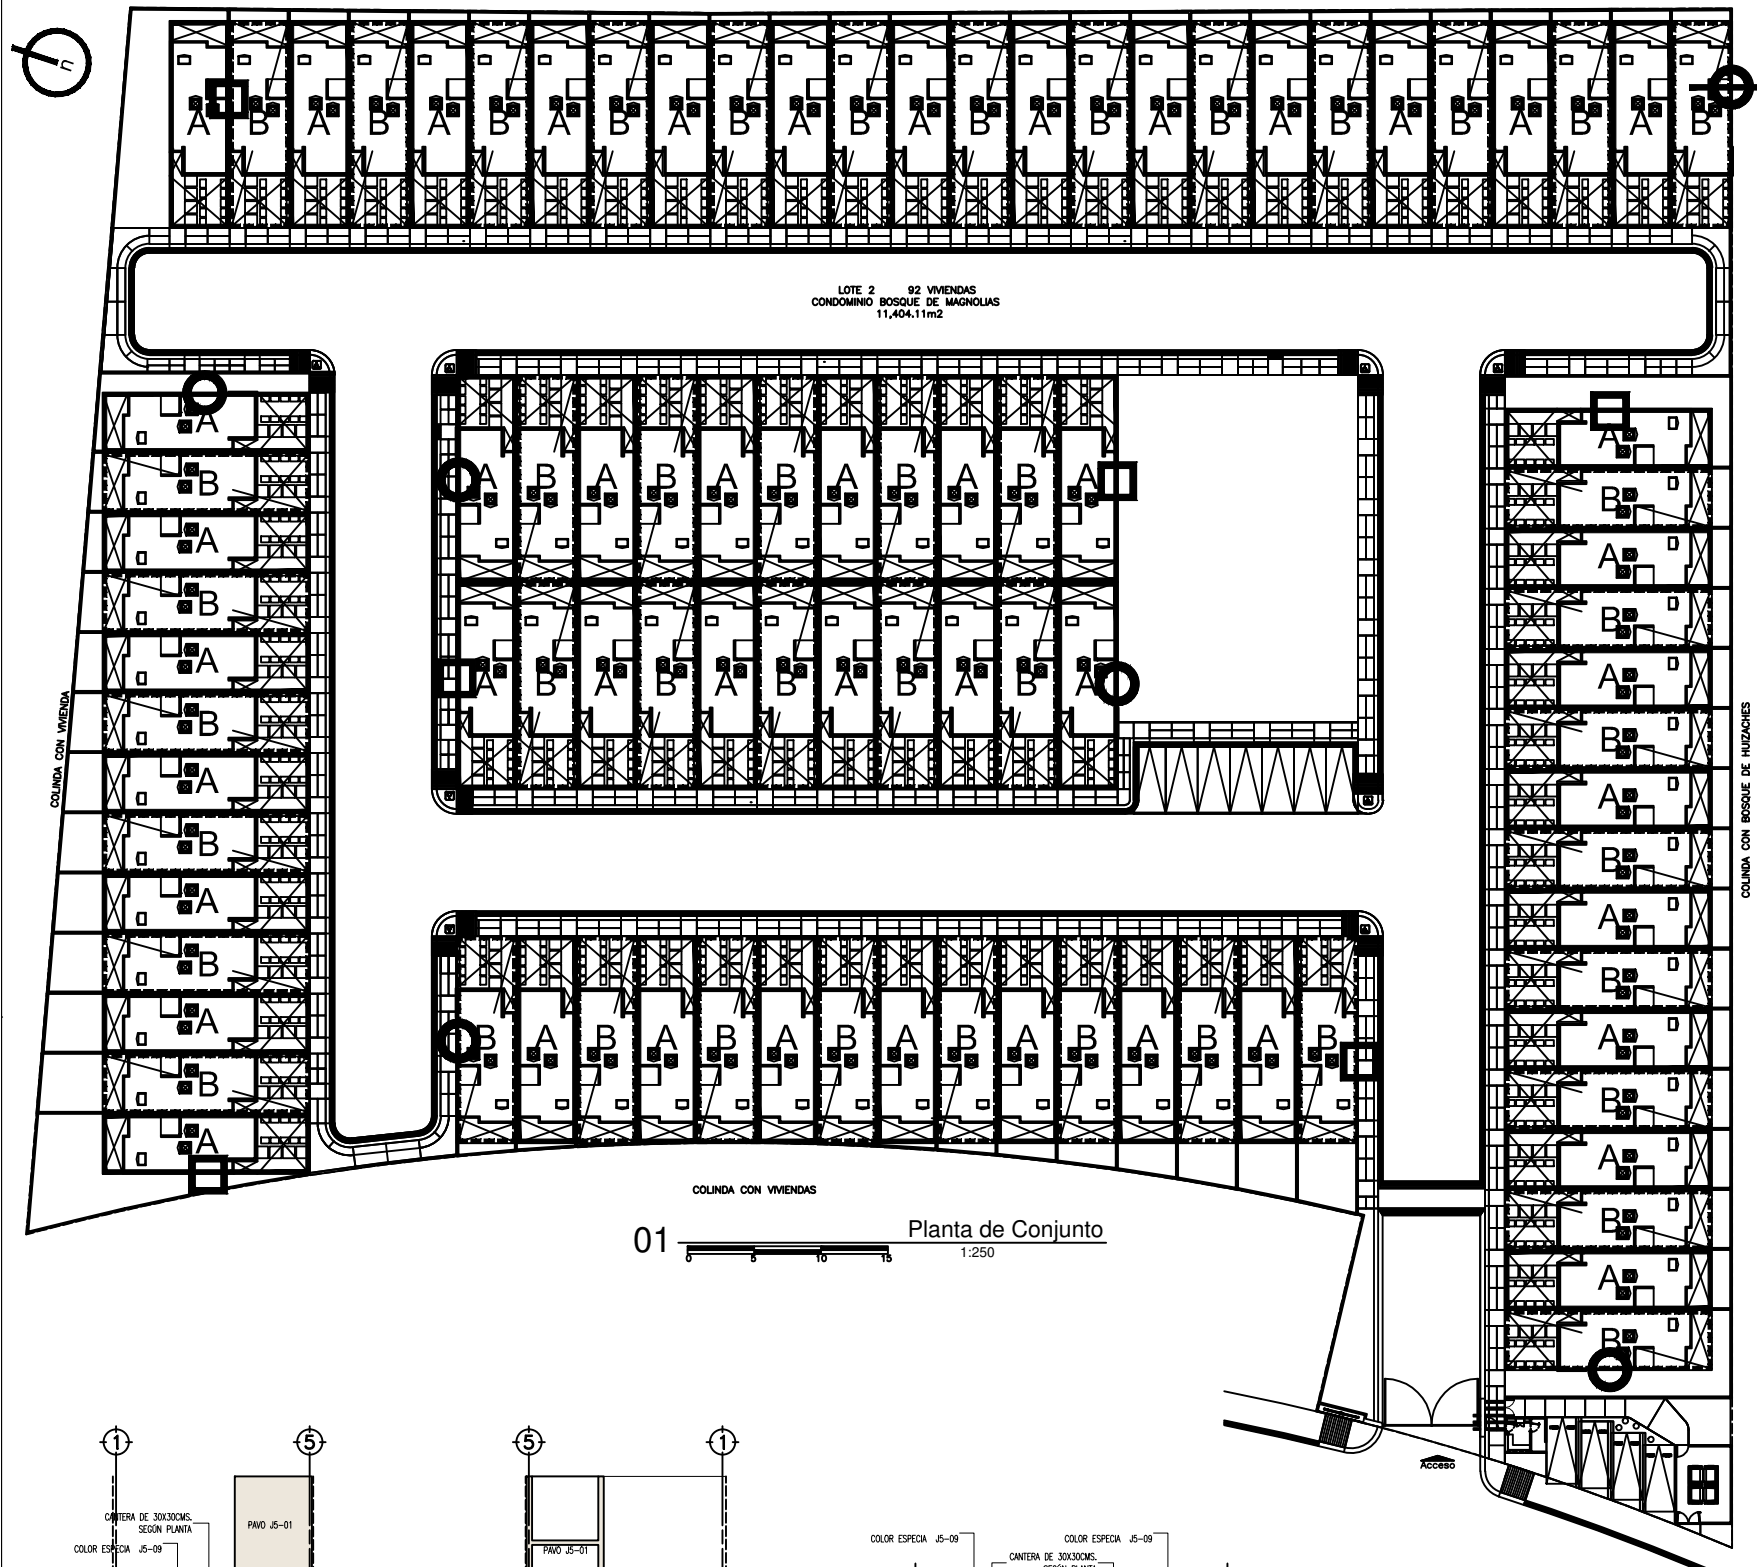 n
A B A B A B A B A B A B A B A B A B A B A B A B A B
LOTE 2 92 VIVIENDAS
CONDOMINIO BOSQUE DE MAGNOLIAS
11,404.11m2
A
B
A
B
A
B
A
B
A
B
A
B
A
COLINDA CON VIVIENDA
A B A B A B A B A B A
A B A B A B A B A B A
B A B A B A B A B A B A B A B
A
B
A
B
A
B
A
B
A
B
A
B
A
B
A
B
COLINDA CON BOSQUE DE HUIZACHES
COLINDA CON VIVIENDAS
01 Planta de Conjunto
0 5 10 15 1:250
Acceso
1 5 5 1
CANTERA DE 30X30CMS.
SEGÚN PLANTA
COLOR ESPECIA J5-09
PAVO J5-01
PAVO J5-01
COLOR ESPECIA J5-09
COLOR ESPECIA J5-09
CANTERA DE 30X30CMS.